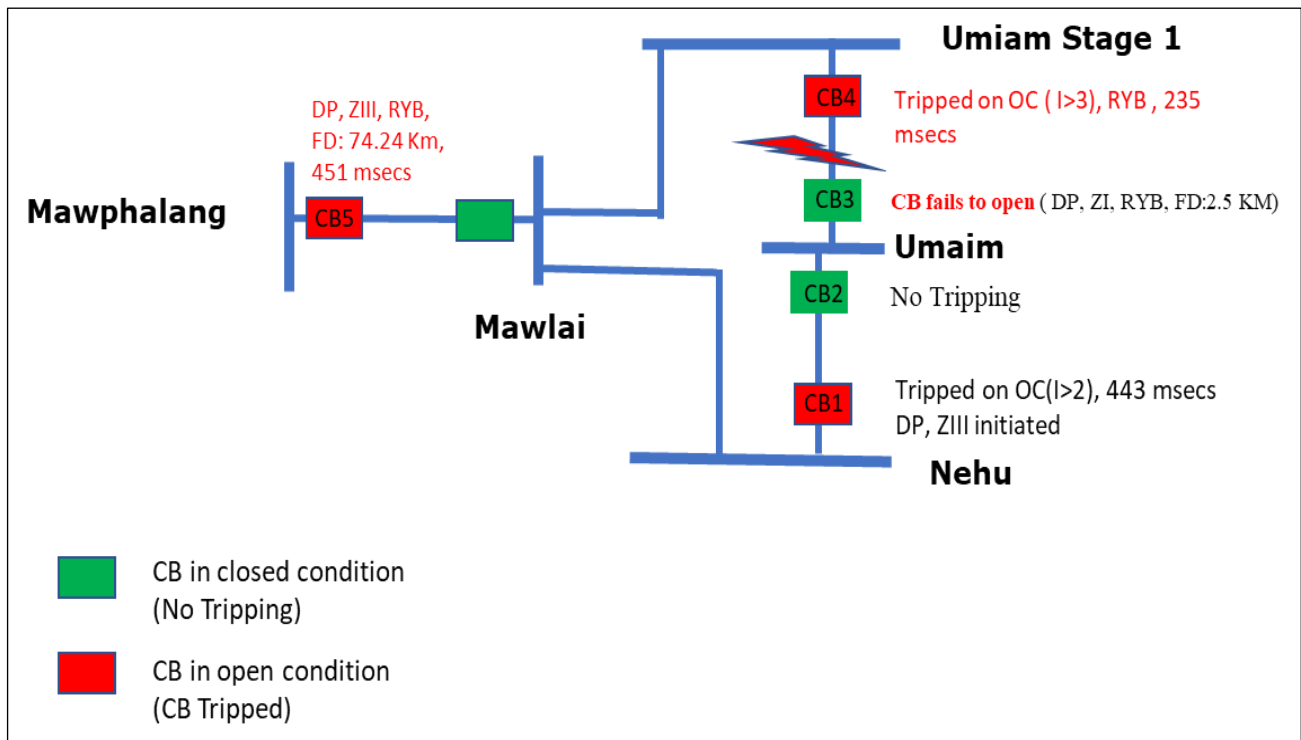 Umiam Stage 1
DP, ZIII, RYB,
FD: 74.24 Km,
451 msecs
CB4
Tripped on OC ( I>3), RYB , 235
msecs
Mawphalang
CB5
CB3
CB fails to open ( DP, ZI, RYB, FD:2.5 KM)
Umaim
CB2
No Tripping
Mawlai
CB1
Tripped on OC(I>2), 443 msecs
DP, ZIII initiated
Nehu
CB in closed condition
(No Tripping)
CB in open condition
(CB Tripped)